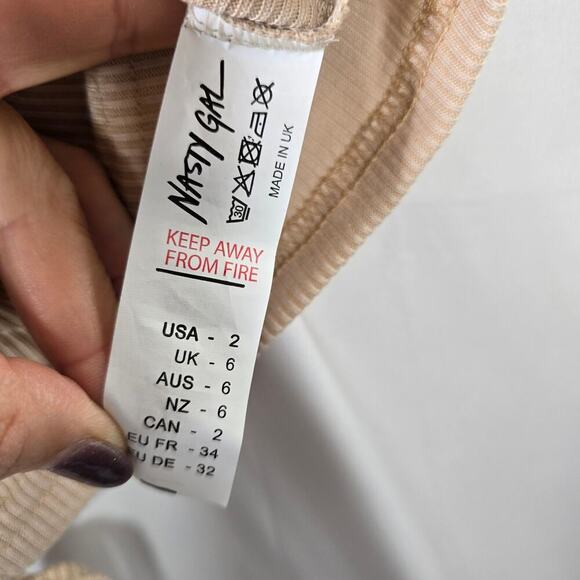 NASTY GAL
30
MADE IN UK
KEEP AWAY
FROM FIRE
USA - 2
UK - 6
AUS - 6
NZ - 6
CAN - 2
EU FR - 34
EU DE - 32